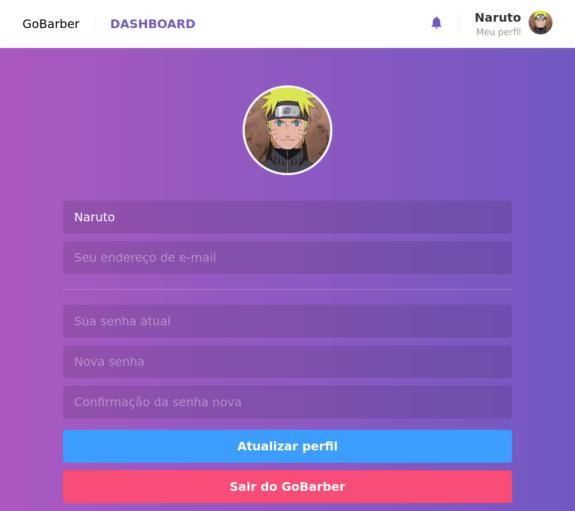 GoBarber DASHBOARD Naruto
Meu perfil
Naruto
Seu endereço de e-mail
Sua senha atual
Nova senha
Confirmação da senha nova
Atualizar perfil
Sair do GoBarber